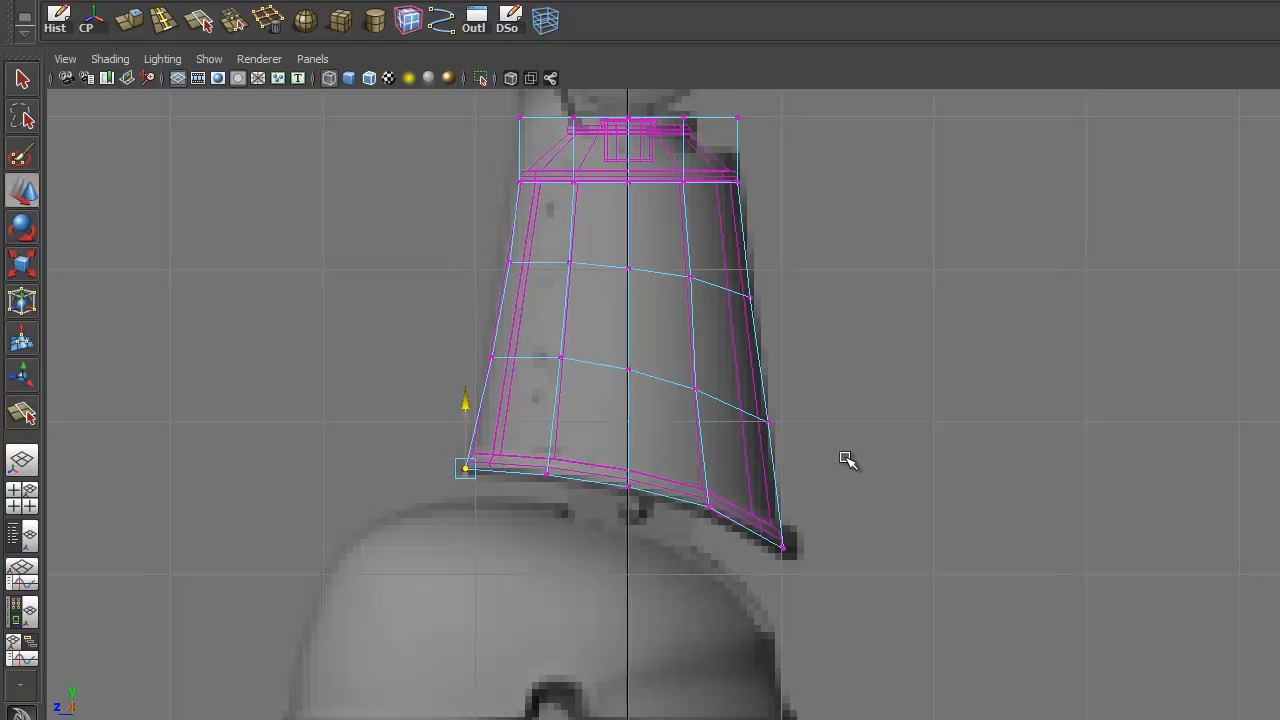 Hist CP Outl DSo
View Shading Lighting Show Renderer Panels
T
y
z x